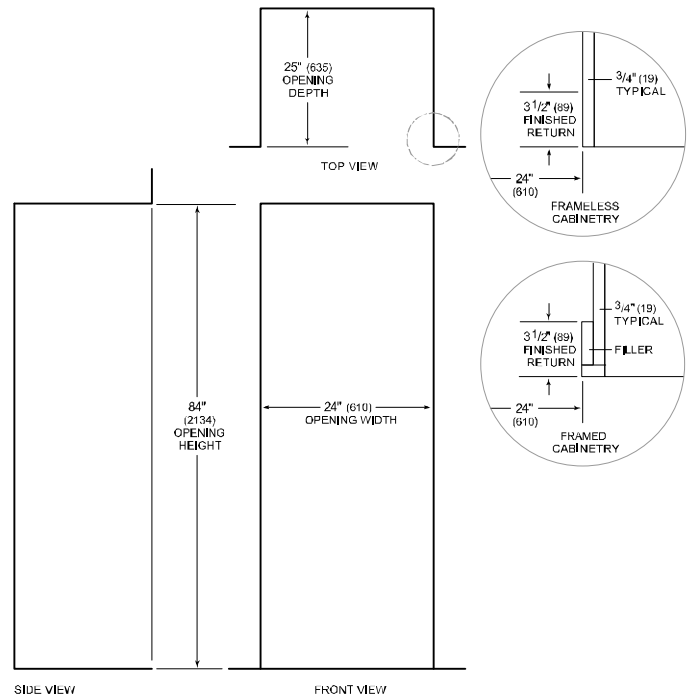 25" (635)
OPENING
DEPTH
TOP VIEW
3/4" (19)
TYPICAL
3 1/2" (89)
FINISHED
RETURN
24"
(610)
FRAMELESS
CABINETRY
3/4" (19)
TYPICAL
3 1/2" (89)
FINISHED
RETURN
FILLER
24"
(610)
FRAMED
CABINETRY
84"
(2134)
OPENING
HEIGHT
24" (610)
OPENING WIDTH
SIDE VIEW
FRONT VIEW